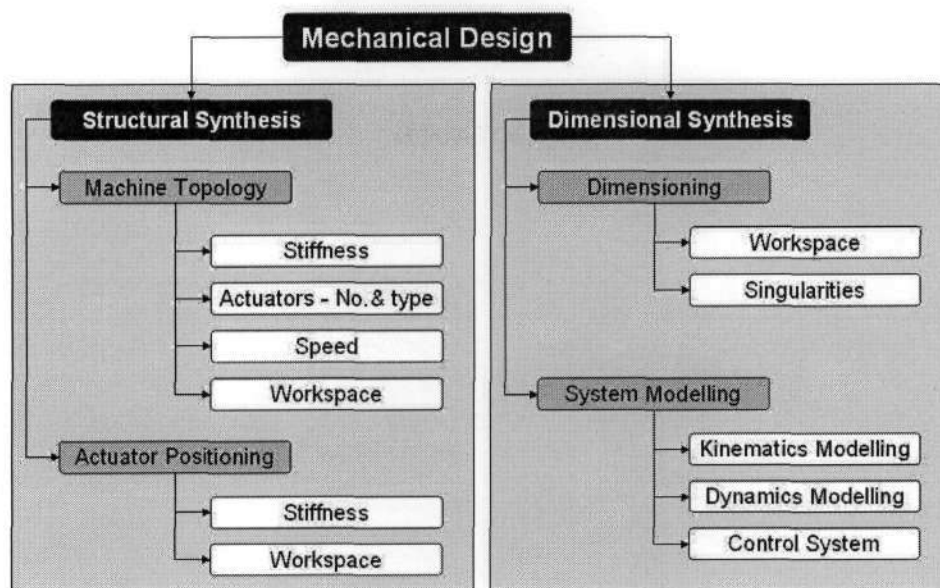 Mechanical Design
Structural Synthesis
Machine Topology
Stiffness
Actuators - No.& type
Speed
Workspace
Actuator Positioning
Stiffness
Workspace
Dimensional Synthesis
Dimensioning
Workspace
Singularities
System Modelling
Kinematics Modelling
Dynamics Modelling
Control System